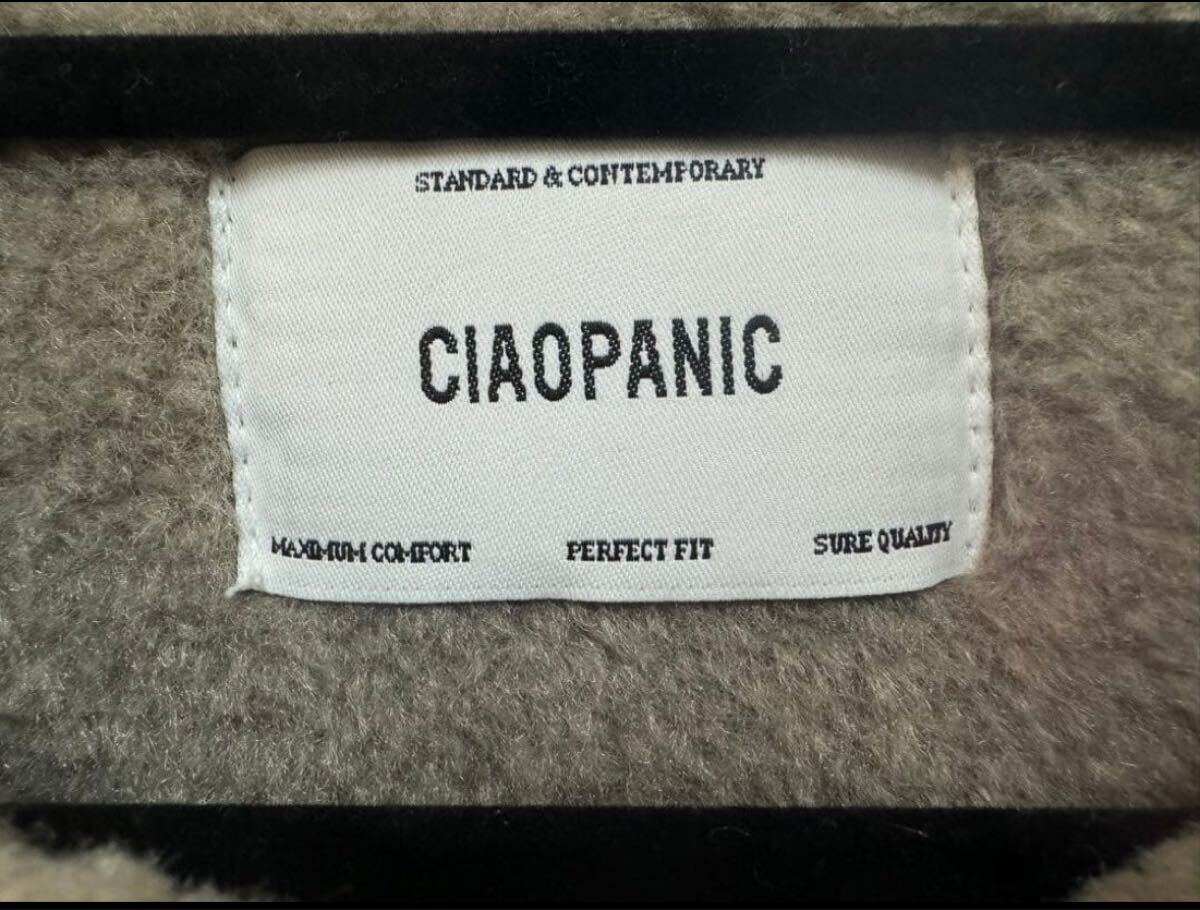 STANDARD & CONTEMPORARY
CIAOPANIC
MAXIMUM COMFORT PERFECT FIT SURE QUALITY